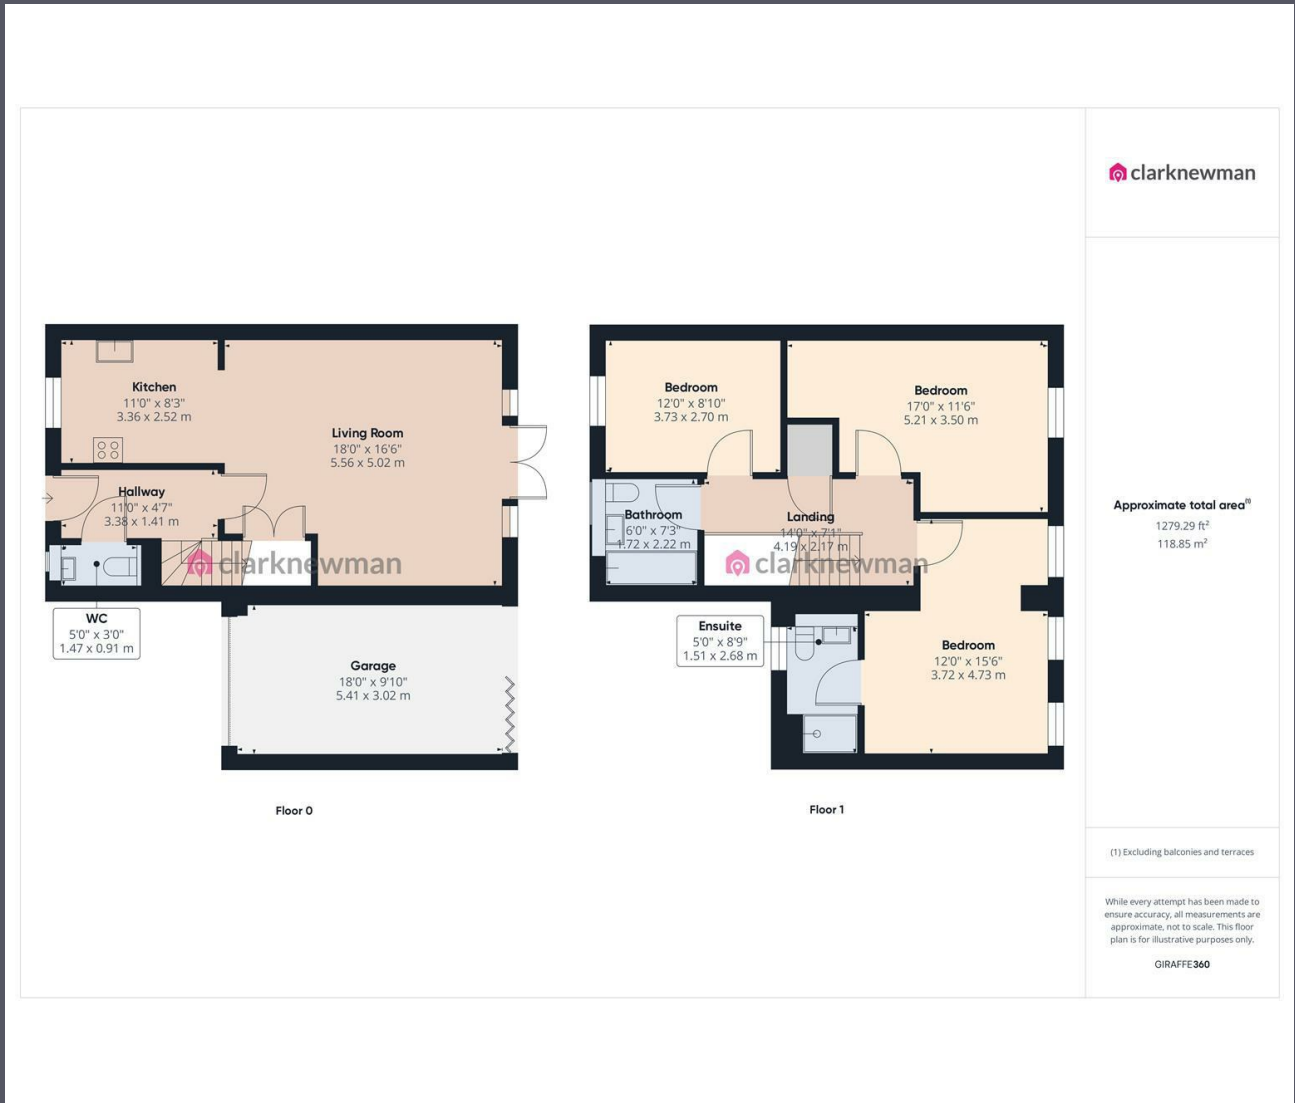 clarknewman
Kitchen
11'0" x 8'3"
3.36 x 2.52 m
Living Room
18'0" x 16'6"
5.56 x 5.02 m
Hallway
11'0" x 4'7"
3.38 x 1.41 m
clarknewman
WC
5'0" x 3'0"
1.47 x 0.91 m
Garage
18'0" x 9'10"
5.41 x 3.02 m
Floor 0
Bedroom
12'0" x 8'10"
3.73 x 2.70 m
Bedroom
17'0" x 11'6"
5.21 x 3.50 m
Bathroom
6'0" x 7'3"
1.72 x 2.22 m
Landing
14'0" x 7'1"
4.19 x 2.17 m
clarknewman
Ensuite
5'0" x 8'9"
1.51 x 2.68 m
Bedroom
12'0" x 15'6"
3.72 x 4.73 m
Floor 1
Approximate total area⁽¹⁾
1279.29 ft²
118.85 m²
(1) Excluding balconies and terraces
While every attempt has been made to
ensure accuracy, all measurements are
approximate, not to scale. This floor
plan is for illustrative purposes only.
GIRAFFE360